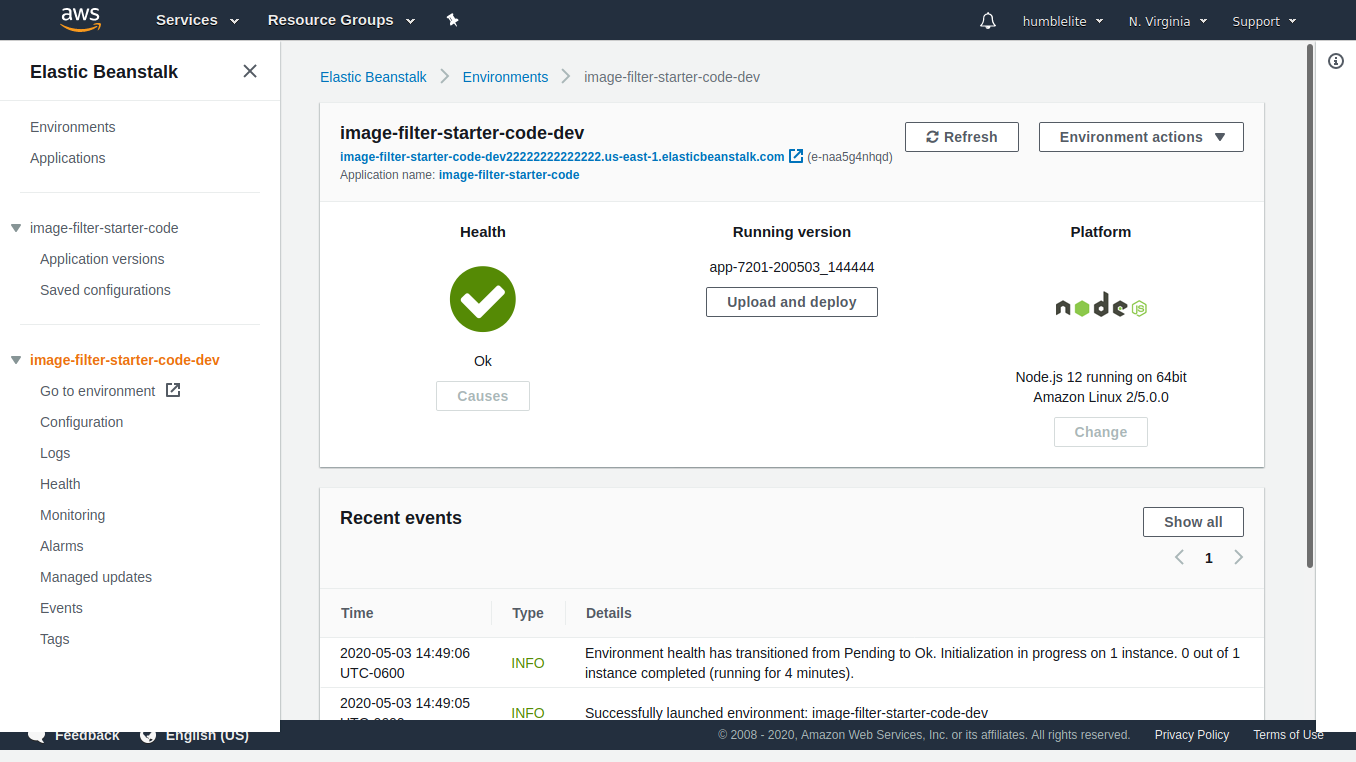 aws Services Resource Groups humblelite N. Virginia Support
Elastic Beanstalk
Environments
Applications
image-filter-starter-code
Application versions
Saved configurations
image-filter-starter-code-dev
Go to environment
Configuration
Logs
Health
Monitoring
Alarms
Managed updates
Events
Tags
Elastic Beanstalk Environments image-filter-starter-code-dev
image-filter-starter-code-dev
image-filter-starter-code-dev22222222222222.us-east-1.elasticbeanstalk.com (e-naa5g4nhqd)
Application name: image-filter-starter-code
Refresh
Environment actions
Health
Ok
Causes
Running version
app-7201-200503_144444
Upload and deploy
Platform
node JS
Node.js 12 running on 64bit
Amazon Linux 2/5.0.0
Change
Recent events
Show all
1
Time Type Details
2020-05-03 14:49:06
UTC-0600
INFO
Environment health has transitioned from Pending to Ok. Initialization in progress on 1 instance. 0 out of 1
instance completed (running for 4 minutes).
2020-05-03 14:49:05
UTC-0600
INFO
Successfully launched environment: image-filter-starter-code-dev
Feedback English (US) © 2008 - 2020, Amazon Web Services, Inc. or its affiliates. All rights reserved. Privacy Policy Terms of Use